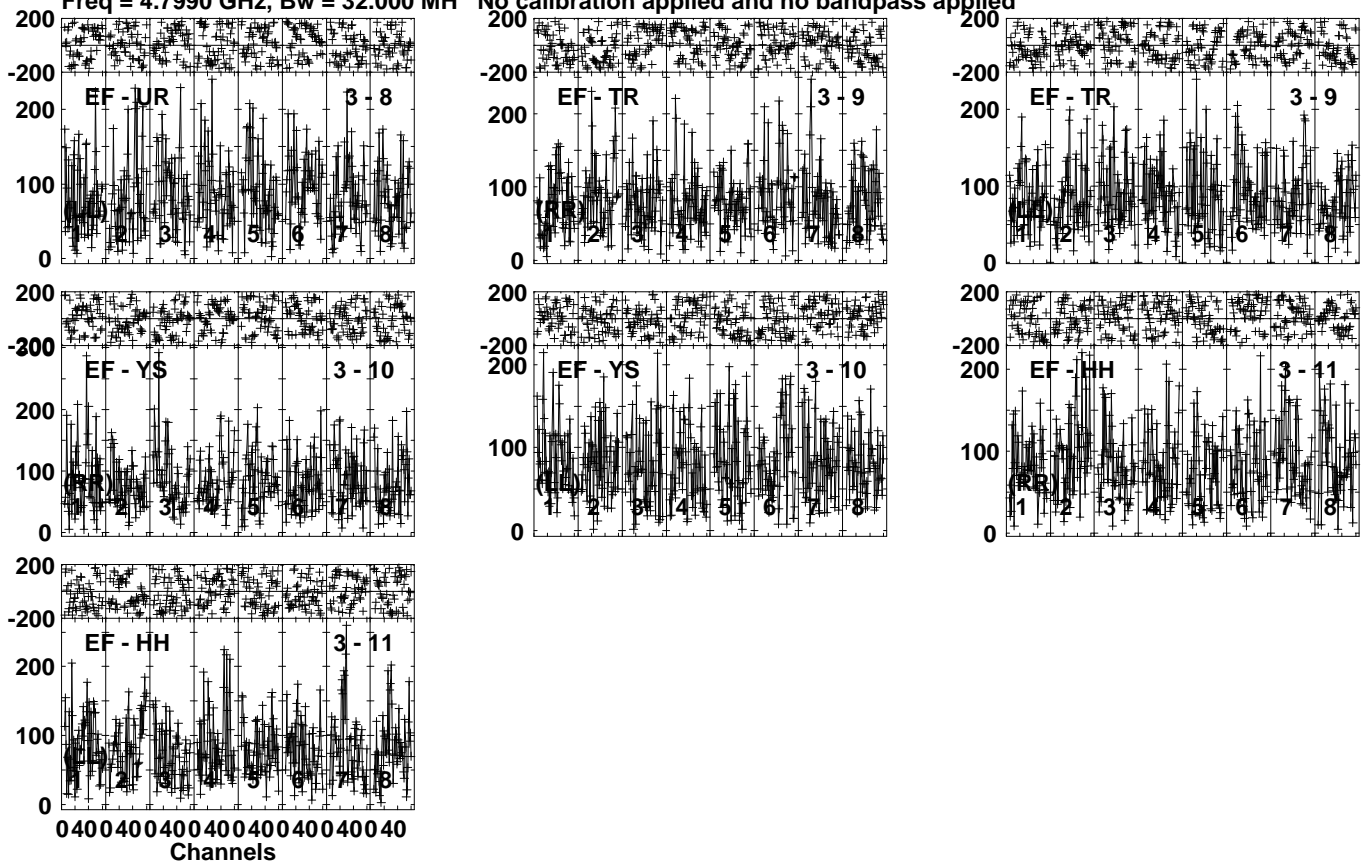 Freq = 4.7990 GHz, Bw = 32.000 MH No calibration applied and no bandpass applied
200 200 200
-200 -200 -200
EF - UR 3 - 8 EF - TR 3 - 9 EF - TR 3 - 9
200 200 200
100 100 100
(LL) (RR) (LL)
1 2 3 4 5 6 7 8 1 2 3 4 5 6 7 8 1 2 3 4 5 6 7 8
0 0 0
200 200 200
-200 -200 -200
300
EF - YS 3 - 10 EF - YS 3 - 10 EF - HH 3 - 11
200 200 200
100 100 100
(RR) (LL) (RR)
1 2 3 4 5 6 7 8 1 2 3 4 5 6 7 8 1 2 3 4 5 6 7 8
0 0 0
200
-200
EF - HH 3 - 11
200
100
(LL)
1 2 3 4 5 6 7 8
0
0 40 0 40 0 40 0 40 0 40 0 40 0 40 0 40
Channels